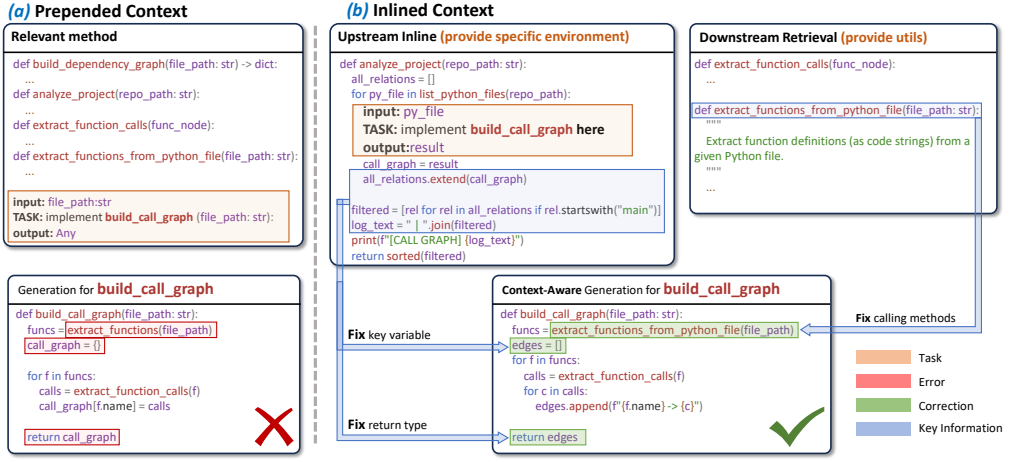 (a) Prepended Context
Relevant method
def build_dependency_graph(file_path: str) -> dict:
...
def analyze_project(repo_path: str):
...
def extract_function_calls(func_node):
...
def extract_functions_from_python_file(file_path: str):
...
input: file_path:str
TASK: implement build_call_graph (file_path: str):
output: Any
Generation for build_call_graph
def build_call_graph(file_path: str):
funcs = extract_functions(file_path)
call_graph = {}
for f in funcs:
calls = extract_function_calls(f)
call_graph[f.name] = calls
return call_graph
(b) Inlined Context
Upstream Inline (provide specific environment)
def analyze_project(repo_path: str):
all_relations = []
for py_file in list_python_files(repo_path):
input: py_file
TASK: implement build_call_graph here
output:result
call_graph = result
all_relations.extend(call_graph)
filtered = [rel for rel in all_relations if rel.startswith("main")]
log_text = " | ".join(filtered)
print(f"[CALL GRAPH] {log_text}")
return sorted(filtered)
Downstream Retrieval (provide utils)
def extract_function_calls(func_node):
...
def extract_functions_from_python_file(file_path: str):
"""
Extract function definitions (as code strings) from a
given Python file.
"""
...
Fix key variable
Fix return type
Fix calling methods
Context-Aware Generation for build_call_graph
def build_call_graph(file_path: str):
funcs = extract_functions_from_python_file(file_path)
edges = []
for f in funcs:
calls = extract_function_calls(f)
for c in calls:
edges.append(f"{f.name} -> {c}")
return edges
Task
Error
Correction
Key Information